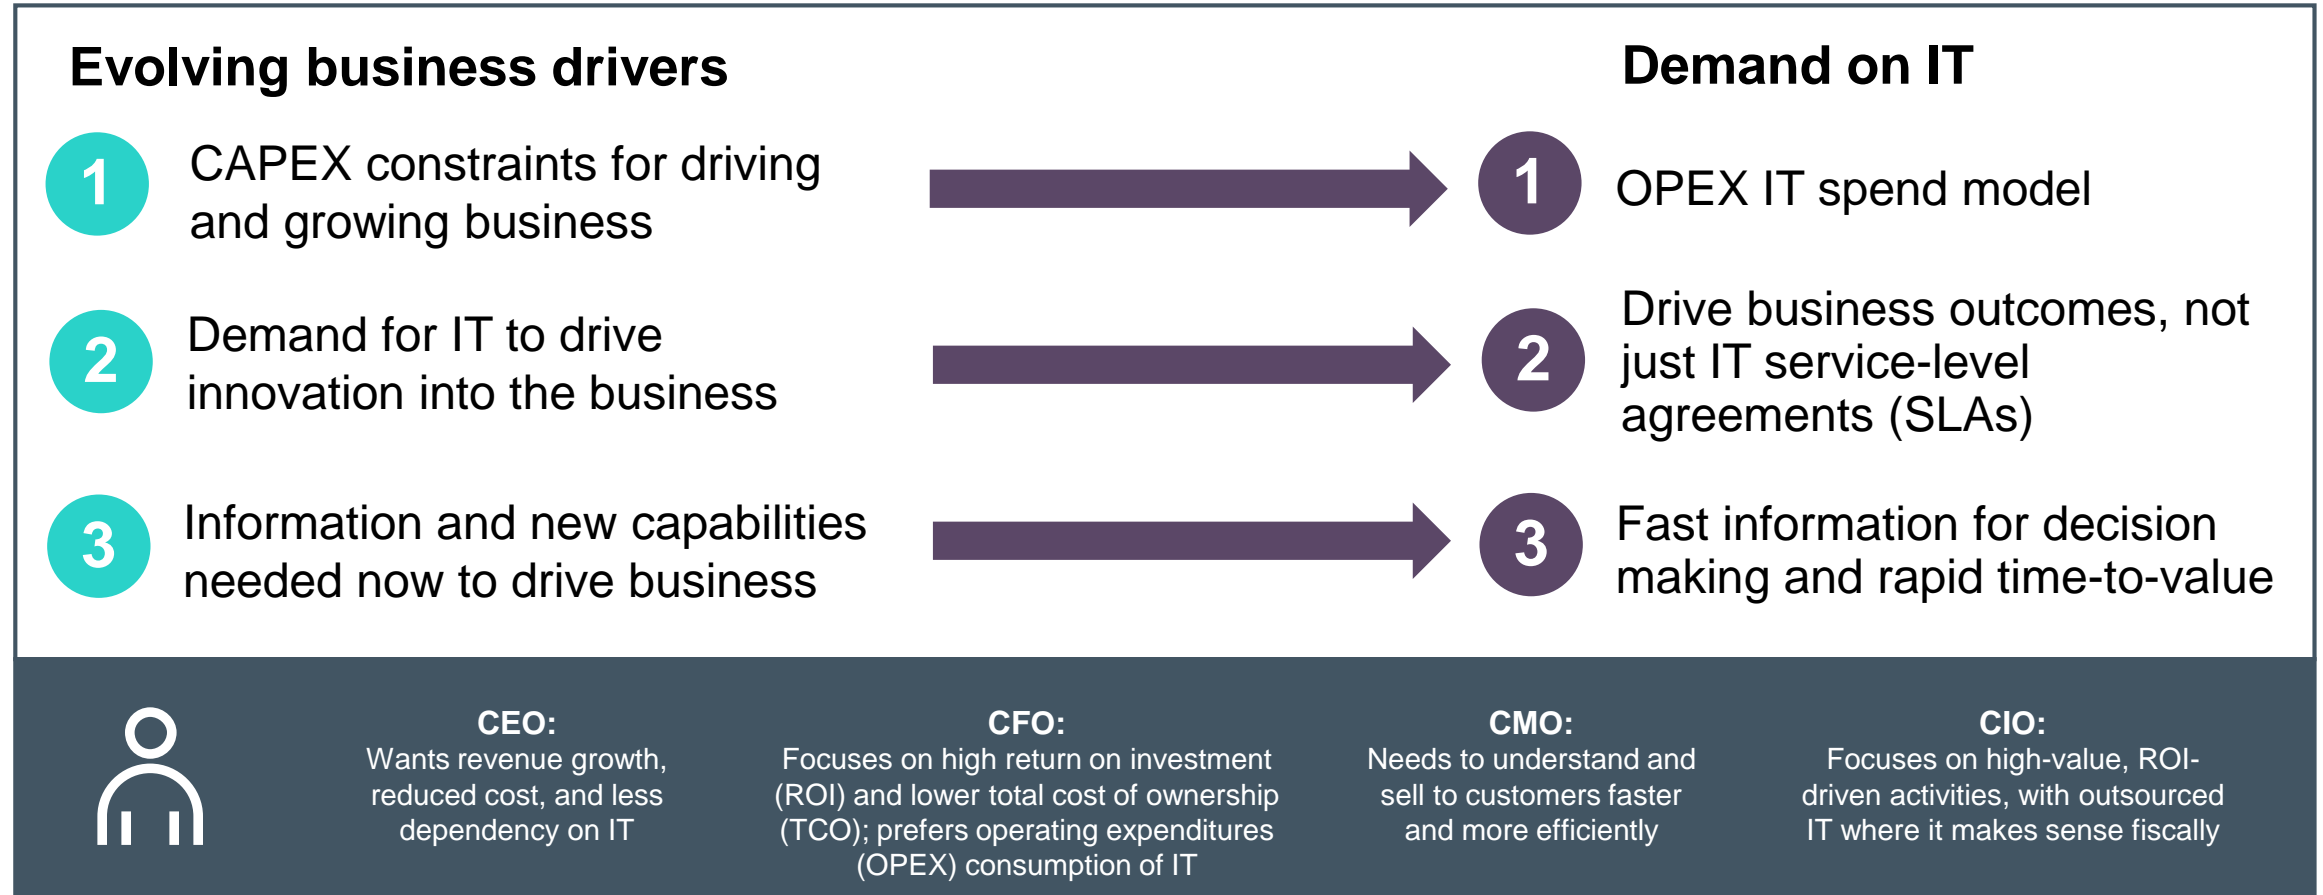 Evolving business drivers
Demand on IT
1
CAPEX constraints for driving
and growing business
1
OPEX IT spend model
2
Demand for IT to drive
innovation into the business
2
Drive business outcomes, not
just IT service-level
agreements (SLAs)
3
Information and new capabilities
needed now to drive business
3
Fast information for decision
making and rapid time-to-value
CEO:
Wants revenue growth,
reduced cost, and less
dependency on IT
CFO:
Focuses on high return on investment
(ROI) and lower total cost of ownership
(TCO); prefers operating expenditures
(OPEX) consumption of IT
CMO:
Needs to understand and
sell to customers faster
and more efficiently
CIO:
Focuses on high-value, ROI-
driven activities, with outsourced
IT where it makes sense fiscally